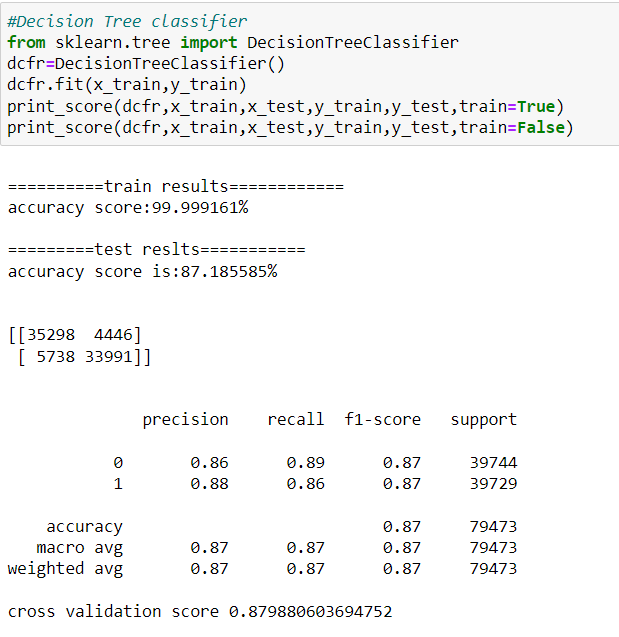 #Decision Tree classifier
from sklearn.tree import DecisionTreeClassifier
dcfr=DecisionTreeClassifier()
dcfr.fit(x_train,y_train)
print_score(dcfr,x_train,x_test,y_train,y_test,train=True)
print_score(dcfr,x_train,x_test,y_train,y_test,train=False)
==========train results============
accuracy score:99.999161%
=========test reslts===========
accuracy score is:87.185585%
[[35298  4446]
 [ 5738 33991]]
              precision    recall  f1-score   support
           0       0.86      0.89      0.87     39744
           1       0.88      0.86      0.87     39729
    accuracy                           0.87     79473
   macro avg       0.87      0.87      0.87     79473
weighted avg       0.87      0.87      0.87     79473
cross validation score 0.879880603694752